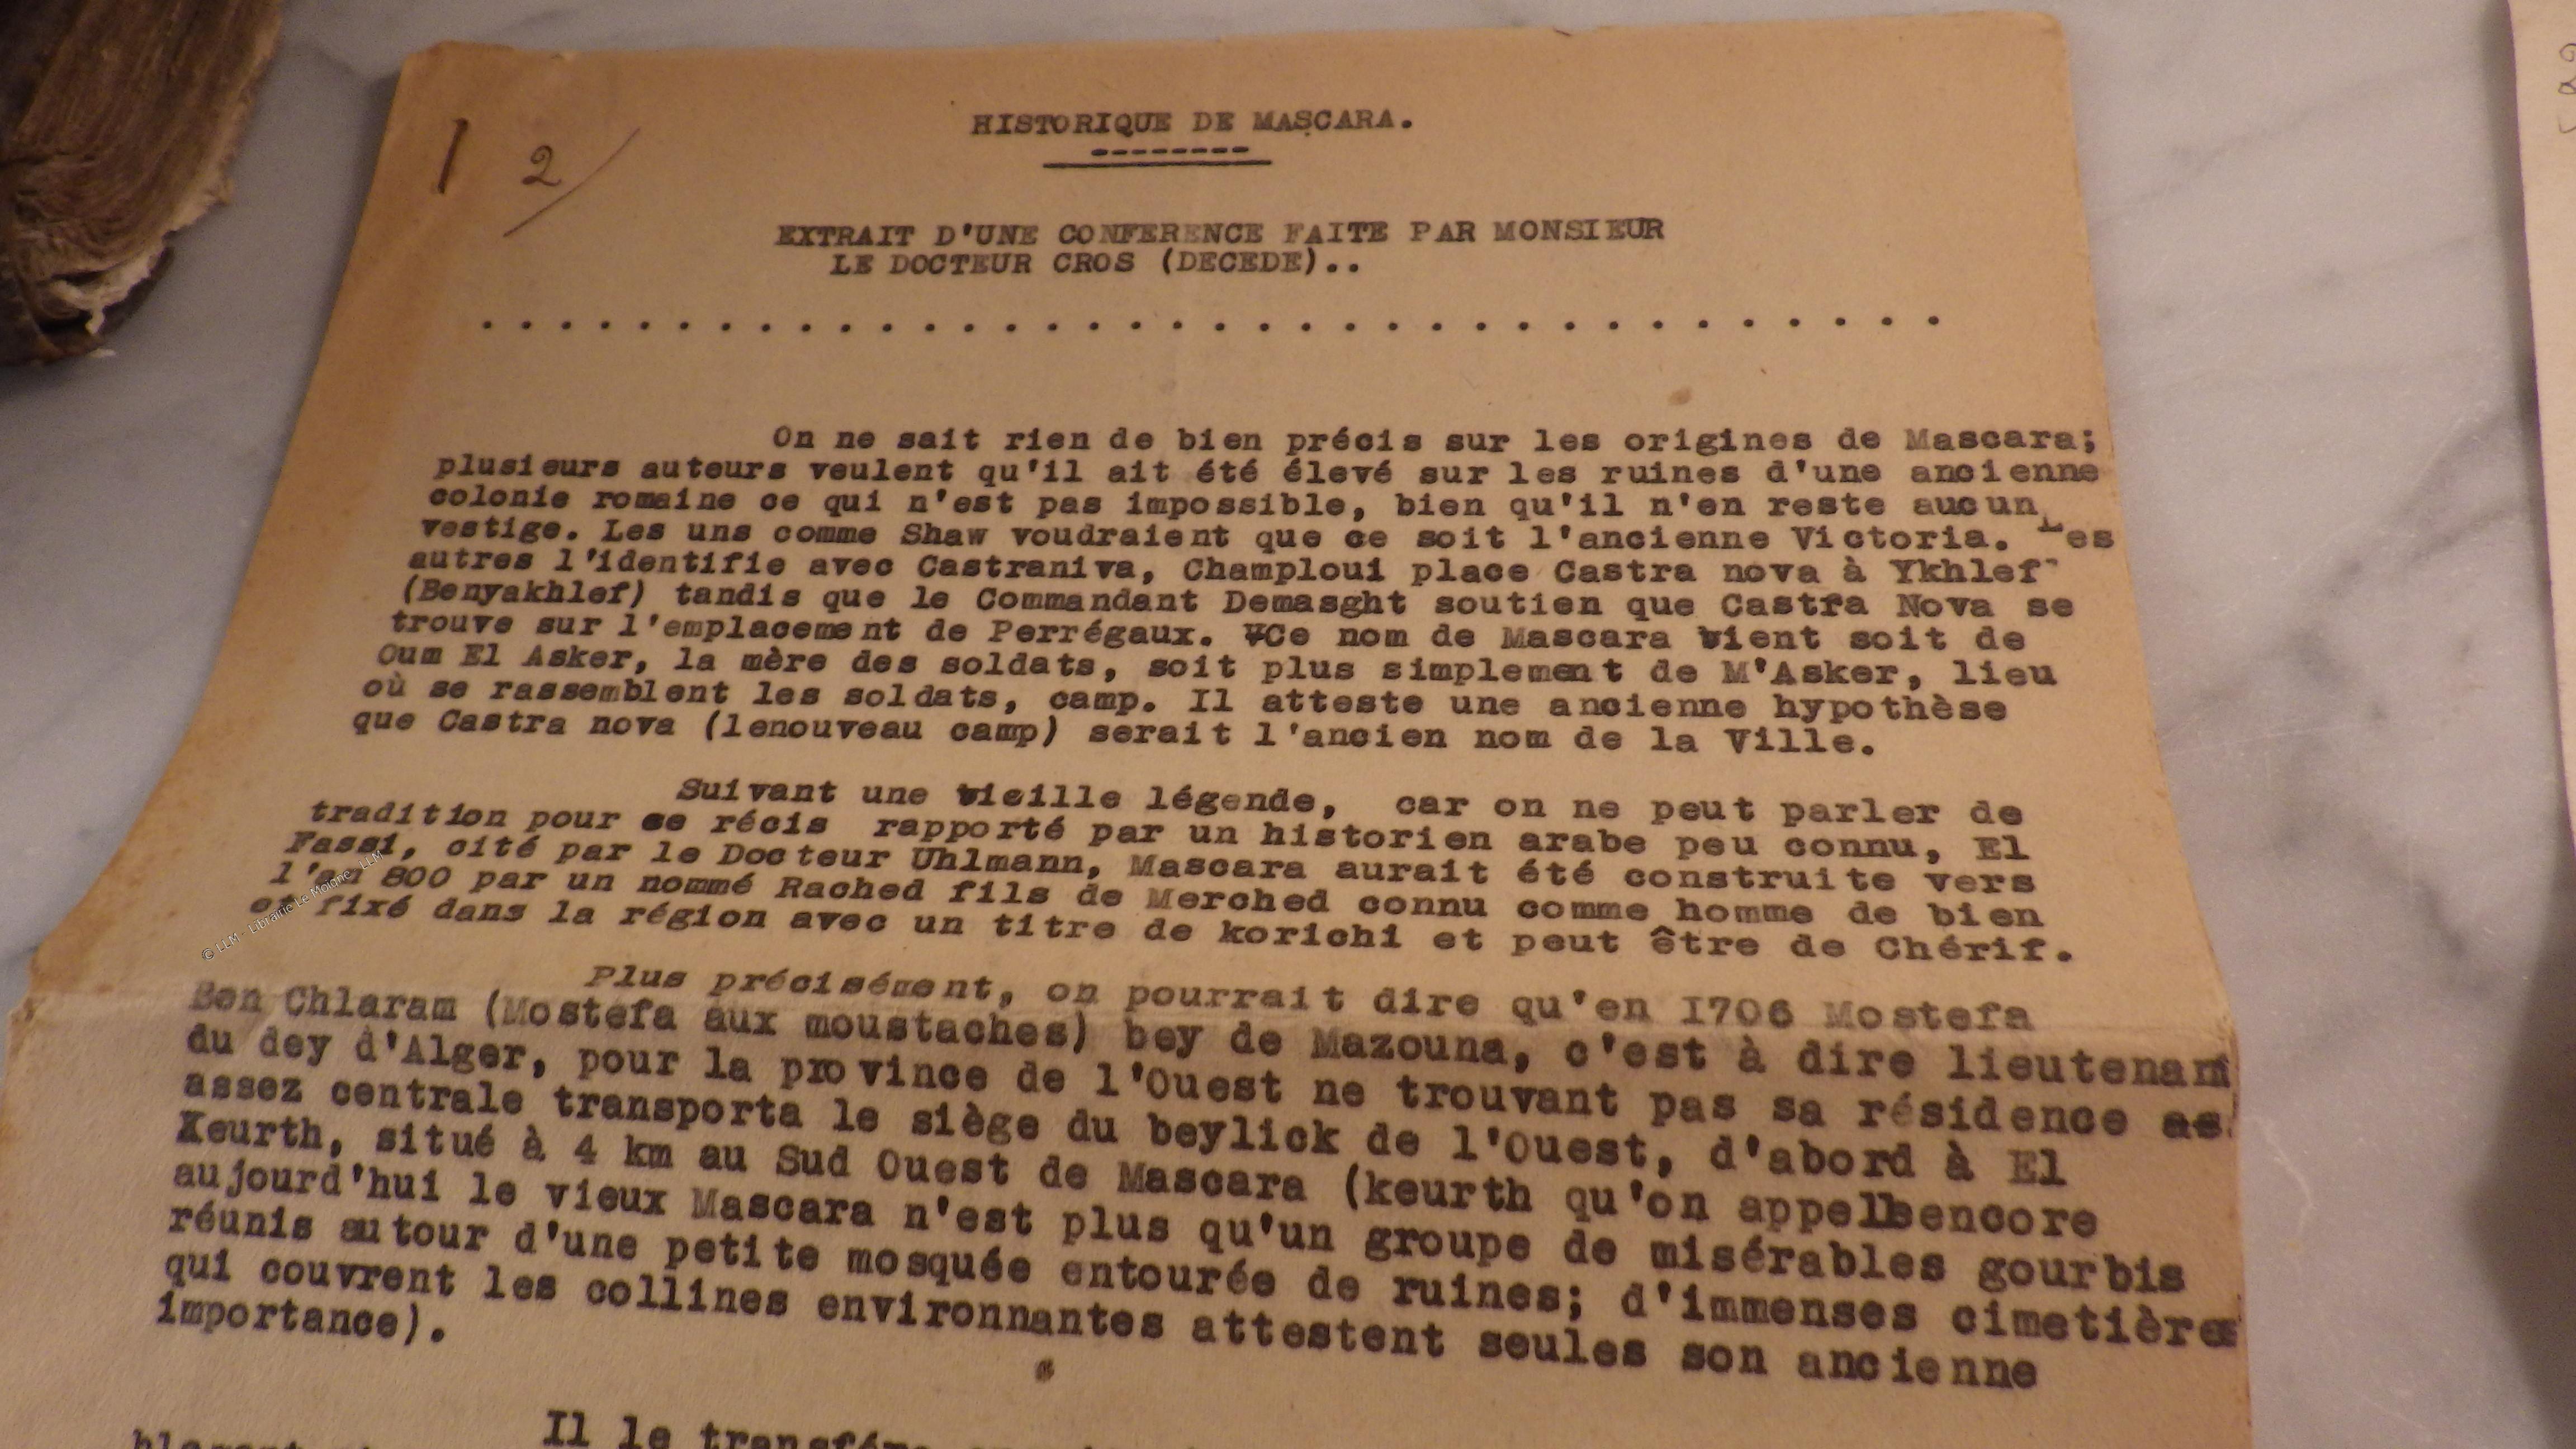 1 2/
HISTORIQUE DE MASCARA.
--------
EXTRAIT D'UNE CONFERENCE FAITE PAR MONSIEUR
LE DOCTEUR CROS (DECEDE)..
. . . . . . . . . . . . . . . . . . . . . . . . . . . . . . . . . . . . .
On ne sait rien de bien précis sur les origines de Mascara;
plusieurs auteurs veulent qu'il ait été élevé sur les ruines d'une ancienne
colonie romaine ce qui n'est pas impossible, bien qu'il n'en reste aucun
vestige. Les uns comme Shaw voudraient que ce soit l'ancienne Victoria. Les
autres l'identifie avec Castraniva, Champloui place Castra nova à Ykhlef
(Benyakhlef) tandis que le Commandant Demasght soutien que Castra Nova se
trouve sur l'emplacement de Perrégaux. Ce nom de Mascara vient soit de
Oum El Asker, la mère des soldats, soit plus simplement de M'Asker, lieu
où se rassemblent les soldats, camp. Il atteste une ancienne hypothèse
que Castra nova (lenouveau camp) serait l'ancien nom de la Ville.
Suivant une vieille légende, car on ne peut parler de
tradition pour ce récis rapporté par un historien arabe peu connu, El
Fassi, cité par le Docteur Uhlmann, Mascara aurait été construite vers
l'an 800 par un nommé Rached fils de Merched connu comme homme de bien
et fixé dans la région avec un titre de korichi et peut être de Chérif.
Plus précisément, on pourrait dire qu'en I706 Mostefa
Ben Chlaram (Mostefa aux moustaches) bey de Mazouna, c'est à dire lieutenant
du dey d'Alger, pour la province de l'Ouest ne trouvant pas sa résidence as
assez centrale transporta le siège du beylick de l'Ouest, d'abord à El
Keurth, situé à 4 km au Sud Ouest de Mascara (keurth qu'on appelleencore
aujourd'hui le vieux Mascara n'est plus qu'un groupe de misérables gourbis
réunis autour d'une petite mosquée entourée de ruines; d'immenses cimetières
qui couvrent les collines environnantes attestent seules son ancienne
importance).
Il le
© LLM - Librairie Le Moigne - LLM